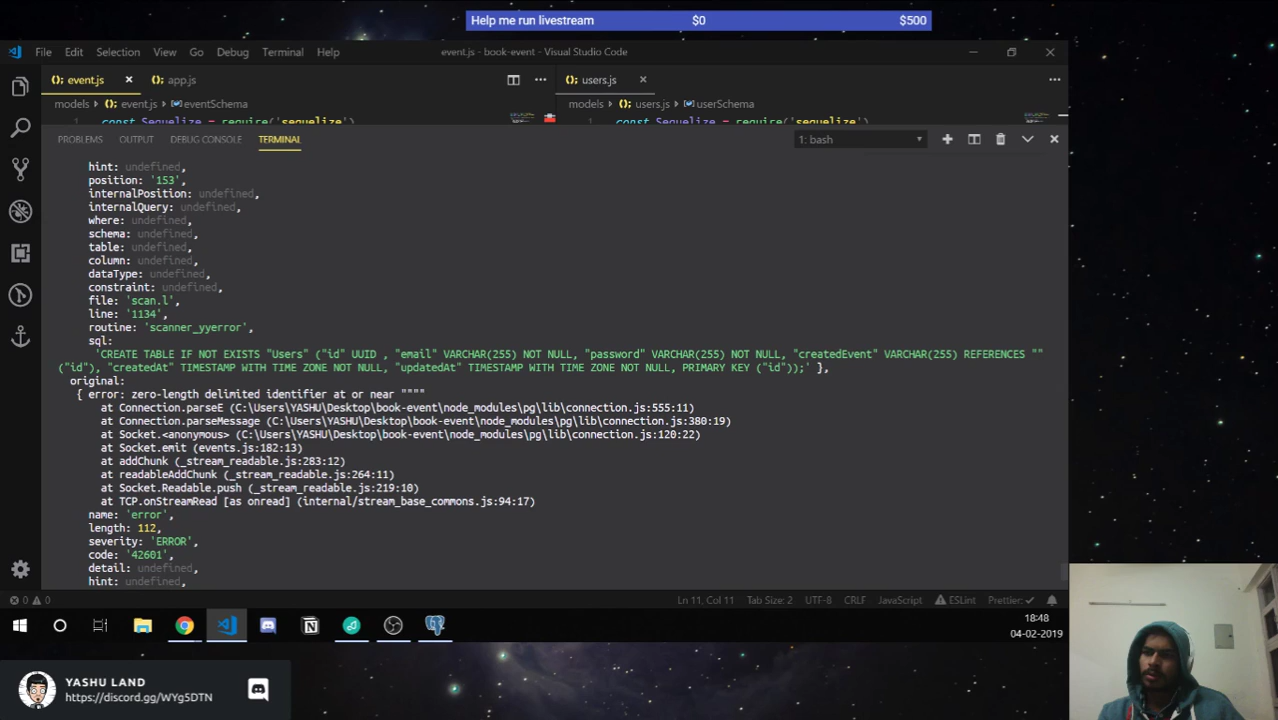 Help me run livestream $0 $500
File Edit Selection View Go Debug Terminal Help event.js - book-event - Visual Studio Code
event.js app.js users.js
models event.js eventSchema models users.js userSchema
1 const Sequelize = require('sequelize') 1 const Sequelize = require('sequelize')
PROBLEMS OUTPUT DEBUG CONSOLE TERMINAL 1: bash
hint: undefined,
position: '153',
internalPosition: undefined,
internalQuery: undefined,
where: undefined,
schema: undefined,
table: undefined,
column: undefined,
dataType: undefined,
constraint: undefined,
file: 'scan.l',
line: '1134',
routine: 'scanner_yyerror',
sql:
'CREATE TABLE IF NOT EXISTS "Users" ("id" UUID , "email" VARCHAR(255) NOT NULL, "password" VARCHAR(255) NOT NULL, "createdEvent" VARCHAR(255) REFERENCES ""
("id"), "createdAt" TIMESTAMP WITH TIME ZONE NOT NULL, "updatedAt" TIMESTAMP WITH TIME ZONE NOT NULL, PRIMARY KEY ("id"));' },
original:
{ error: zero-length delimited identifier at or near """"
at Connection.parseE (C:\Users\YASHU\Desktop\book-event\node_modules\pg\lib\connection.js:555:11)
at Connection.parseMessage (C:\Users\YASHU\Desktop\book-event\node_modules\pg\lib\connection.js:380:19)
at Socket.<anonymous> (C:\Users\YASHU\Desktop\book-event\node_modules\pg\lib\connection.js:120:22)
at Socket.emit (events.js:182:13)
at addChunk (_stream_readable.js:283:12)
at readableAddChunk (_stream_readable.js:264:11)
at Socket.Readable.push (_stream_readable.js:219:10)
at TCP.onStreamRead [as onread] (internal/stream_base_commons.js:94:17)
name: 'error',
length: 112,
severity: 'ERROR',
code: '42601',
detail: undefined,
hint: undefined,
0 0 Ln 11, Col 11 Tab Size: 2 UTF-8 CRLF JavaScript ESLint Prettier: ✓
18:48
04-02-2019
YASHU LAND
https://discord.gg/WYg5DTN